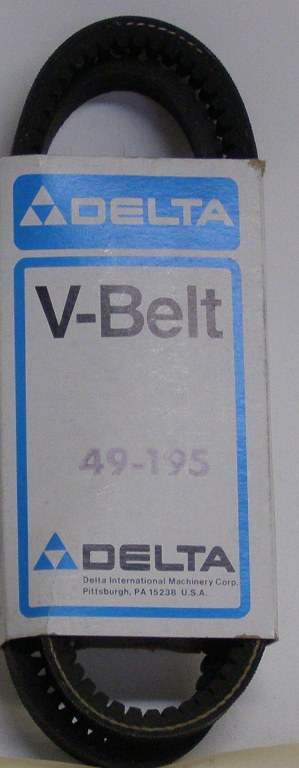 DELTA
V-Belt
49-195
DELTA
Delta International Machinery Corp.
Pittsburgh, PA 15238 U.S.A.